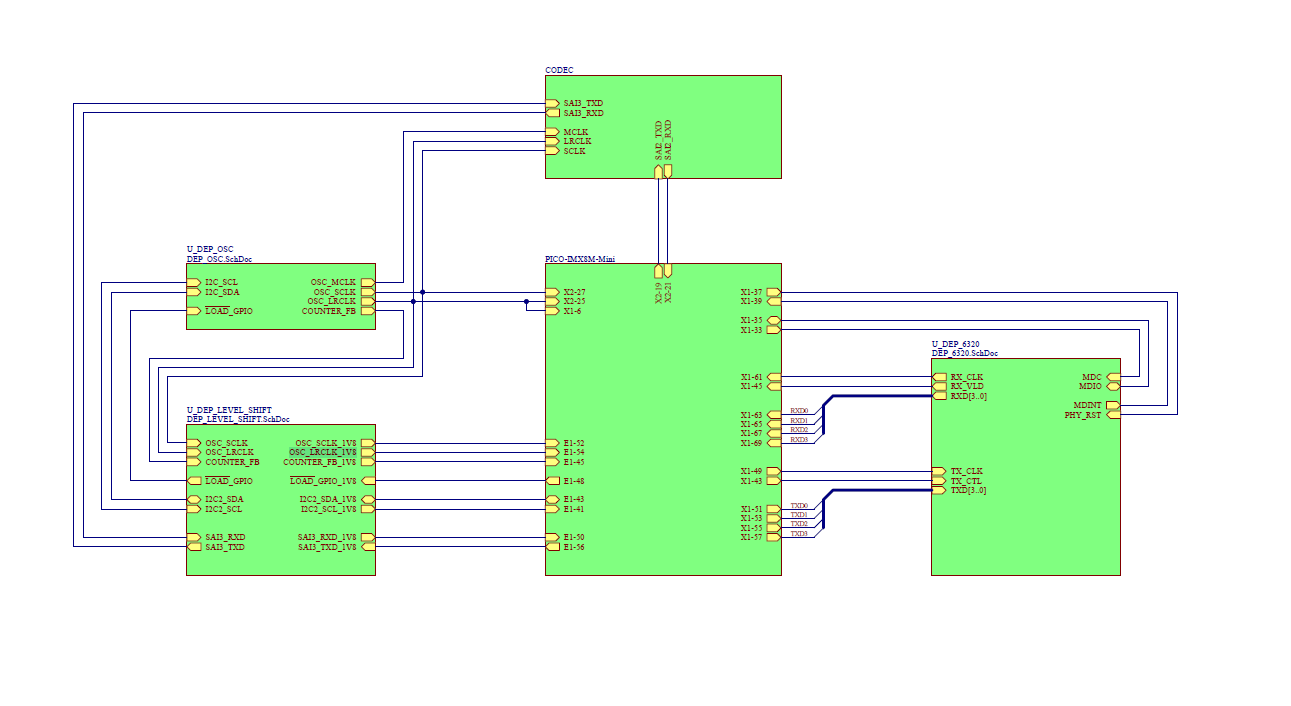 CODEC
SAI3_TXD
SAI3_RXD
MCLK
LRCLK
SCLK
SAI2_TXD
SAI2_RXD
U_DEP_OSC
DEP_OSC.SchDoc
I2C_SCL
I2C_SDA
LOAD_GPIO
OSC_MCLK
OSC_SCLK
OSC_LRCLK
COUNTER_FB
PICO-IMX8M-Mini
X2-19
X2-21
X2-27
X2-25
X1-6
X1-37
X1-39
X1-35
X1-33
X1-61
X1-45
X1-63
X1-65
X1-67
X1-69
RXD0
RXD1
RXD2
RXD3
X1-49
X1-43
X1-51
X1-53
X1-55
X1-57
TXD0
TXD1
TXD2
TXD3
E1-52
E1-54
E1-45
E1-48
E1-43
E1-41
E1-50
E1-56
U_DEP_6320
DEP_6320.SchDoc
RX_CLK
RX_VLD
RXD[3..0]
MDC
MDIO
MDINT
PHY_RST
TX_CLK
TX_CTL
TXD[3..0]
U_DEP_LEVEL_SHIFT
DEP_LEVEL_SHIFT.SchDoc
OSC_SCLK
OSC_LRCLK
COUNTER_FB
LOAD_GPIO
I2C2_SDA
I2C2_SCL
SAI3_RXD
SAI3_TXD
OSC_SCLK_1V8
OSC_LRCLK_1V8
COUNTER_FB_1V8
LOAD_GPIO_1V8
I2C2_SDA_1V8
I2C2_SCL_1V8
SAI3_RXD_1V8
SAI3_TXD_1V8